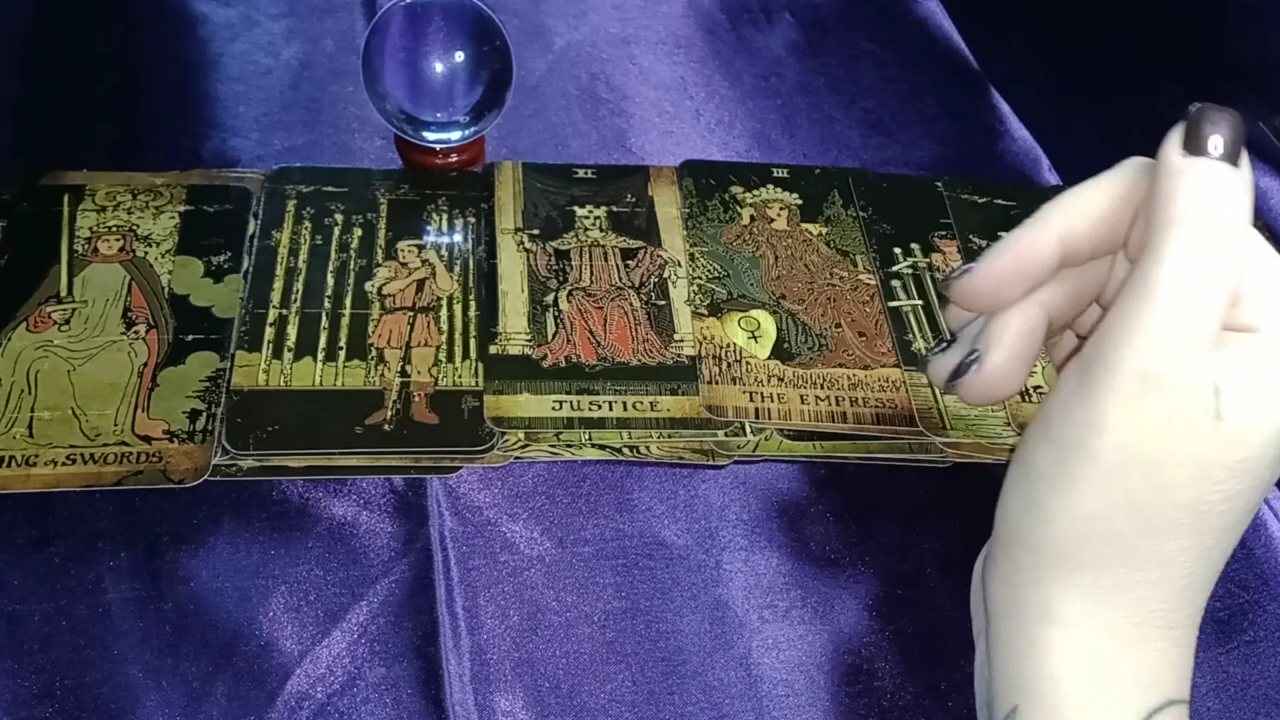 ING of SWORDS.
XI
JUSTICE.
III
THE EMPRESS.